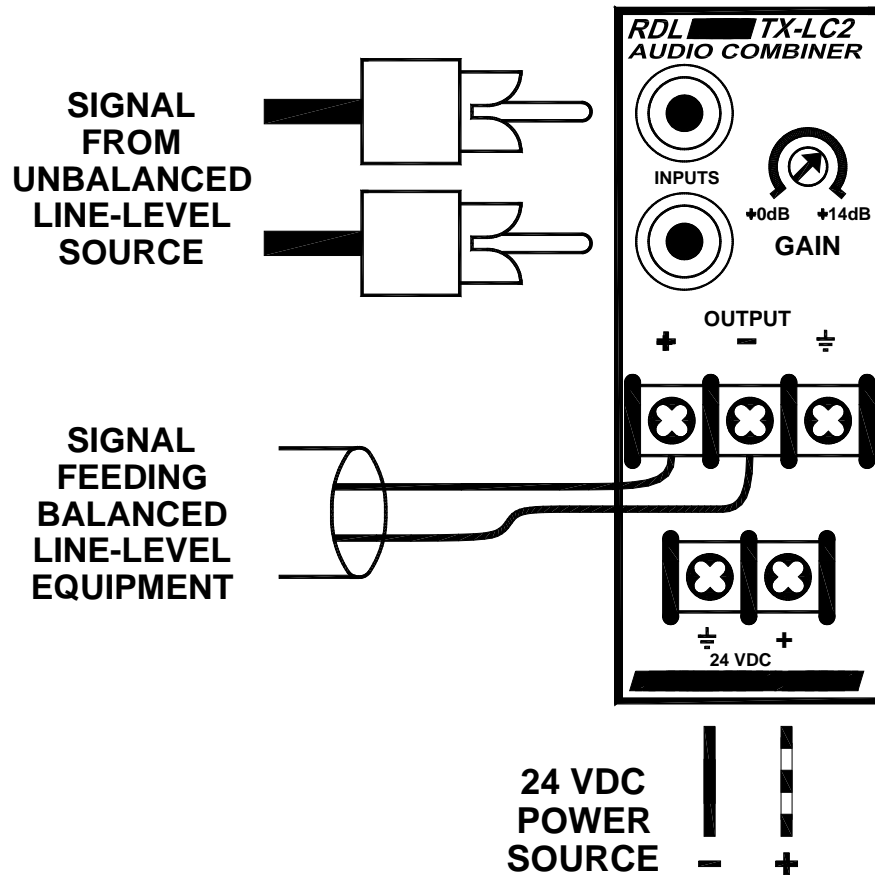 RDL TX-LC2
AUDIO COMBINER
SIGNAL
FROM
UNBALANCED
LINE-LEVEL
SOURCE
INPUTS
+0dB +14dB
GAIN
OUTPUT
+ -
SIGNAL
FEEDING
BALANCED
LINE-LEVEL
EQUIPMENT
+
24 VDC
24 VDC
POWER
SOURCE
- +